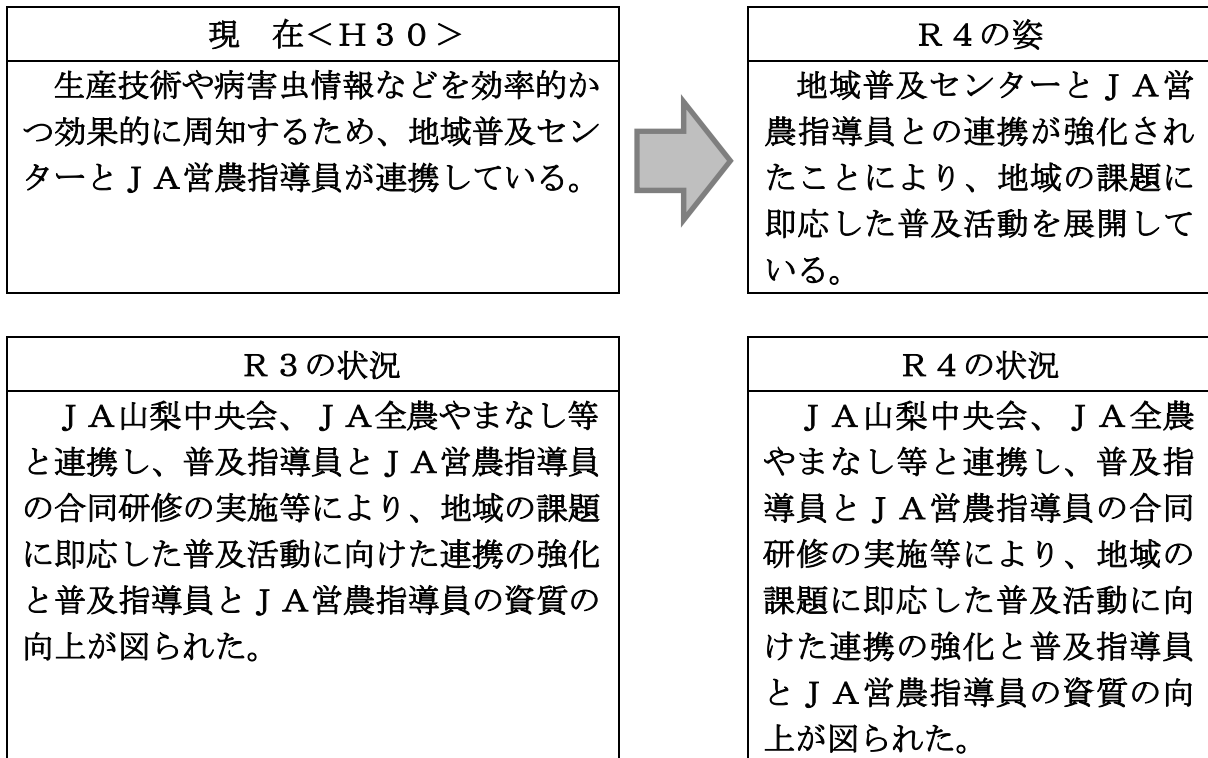 現　在＜Ｈ３０＞
　生産技術や病害虫情報などを効率的か
つ効果的に周知するため、地域普及セン
ターとＪＡ営農指導員が連携している。
Ｒ４の姿
　地域普及センターとＪＡ営
農指導員との連携が強化され
たことにより、地域の課題に
即応した普及活動を展開して
いる。
Ｒ３の状況
　ＪＡ山梨中央会、ＪＡ全農やまなし等
と連携し、普及指導員とＪＡ営農指導員
の合同研修の実施等により、地域の課題
に即応した普及活動に向けた連携の強化
と普及指導員とＪＡ営農指導員の資質の
向上が図られた。
Ｒ４の状況
　ＪＡ山梨中央会、ＪＡ全農
やまなし等と連携し、普及指
導員とＪＡ営農指導員の合同
研修の実施等により、地域の
課題に即応した普及活動に向
けた連携の強化と普及指導員
とＪＡ営農指導員の資質の向
上が図られた。